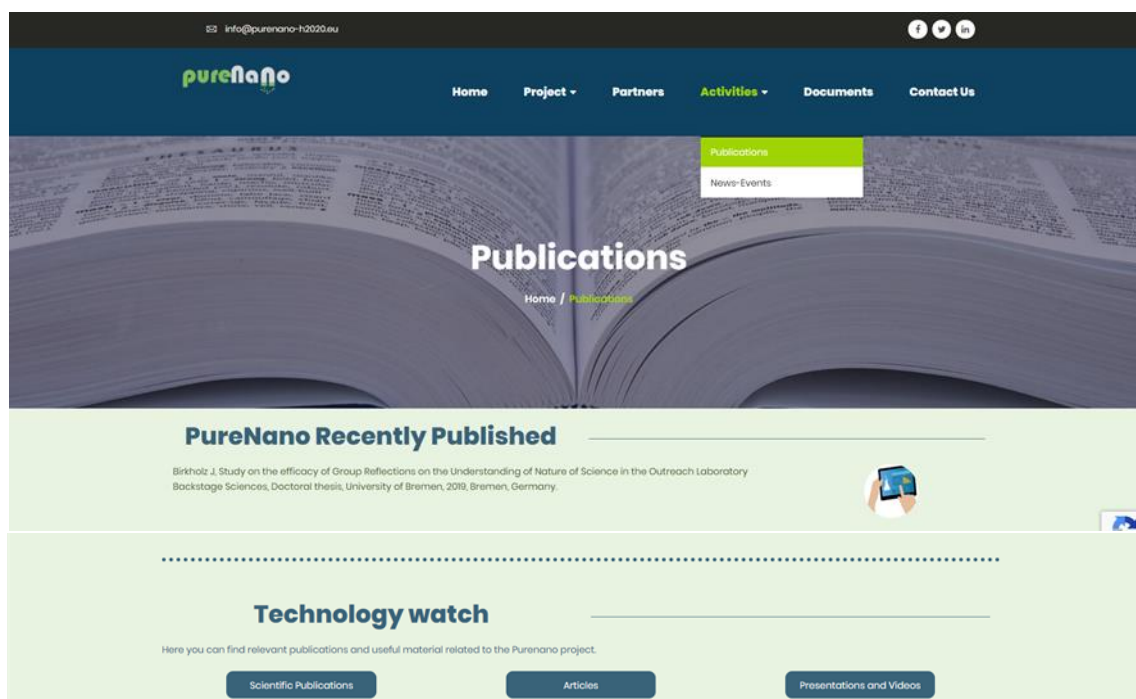 info@purenano-h2020.eu
pureNaNo
Home Project Partners Activities Documents Contact Us
Publications
News-Events
THESAURUS
Publications
Home / Publications
PureNano Recently Published
Birkholz J, Study on the efficacy of Group Reflections on the Understanding of Nature of Science in the Outreach Laboratory
Backstage Sciences, Doctoral thesis, University of Bremen, 2019, Bremen, Germany.
Technology watch
Here you can find relevant publications and useful material related to the Purenano project.
Scientific Publications Articles Presentations and Videos